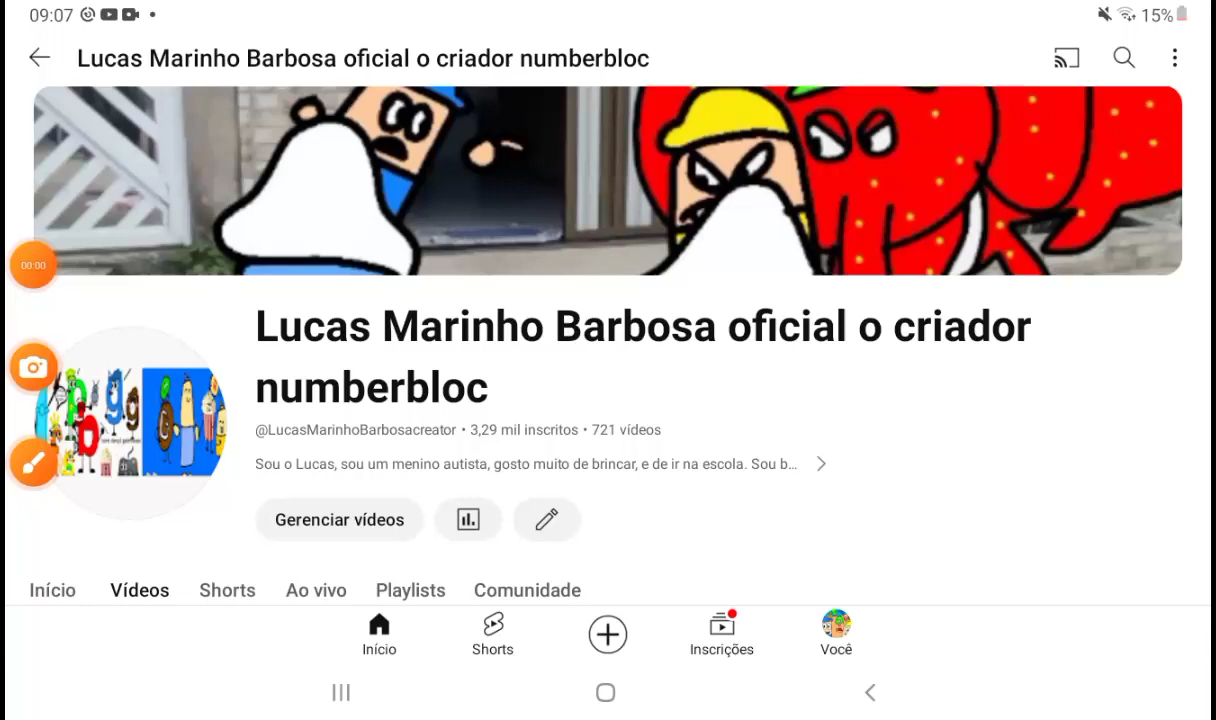 09:07
15%
Lucas Marinho Barbosa oficial o criador numberbloc
00:00
Lucas Marinho Barbosa oficial o criador
numberbloc
@LucasMarinhoBarbosacreator • 3,29 mil inscritos • 721 vídeos
Sou o Lucas, sou um menino autista, gosto muito de brincar, e de ir na escola. Sou b...
Gerenciar vídeos
Início Vídeos Shorts Ao vivo Playlists Comunidade
Início Shorts Inscrições Você